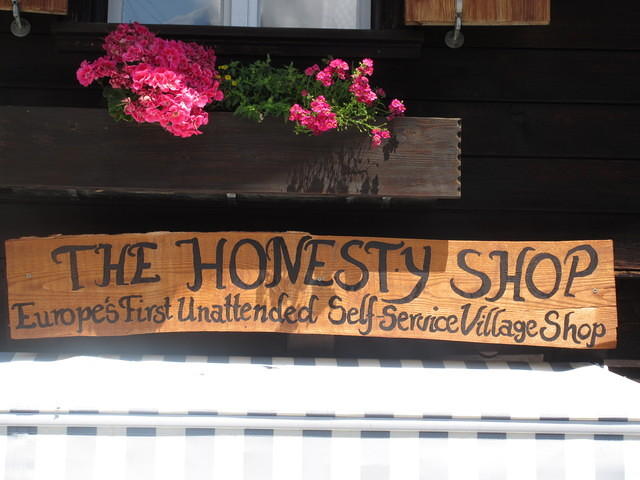 THE HONESTY SHOP
Europe's First Unattended Self-Service Village Shop